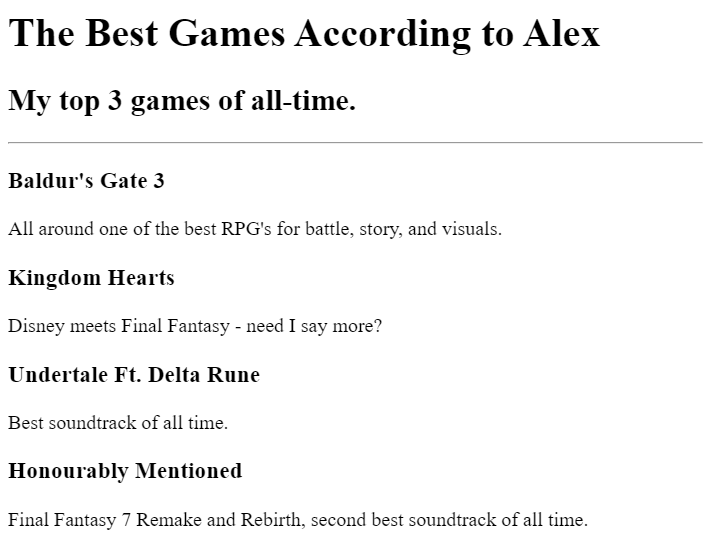 The Best Games According to Alex
My top 3 games of all-time.
Baldur's Gate 3
All around one of the best RPG's for battle, story, and visuals.
Kingdom Hearts
Disney meets Final Fantasy - need I say more?
Undertale Ft. Delta Rune
Best soundtrack of all time.
Honourably Mentioned
Final Fantasy 7 Remake and Rebirth, second best soundtrack of all time.